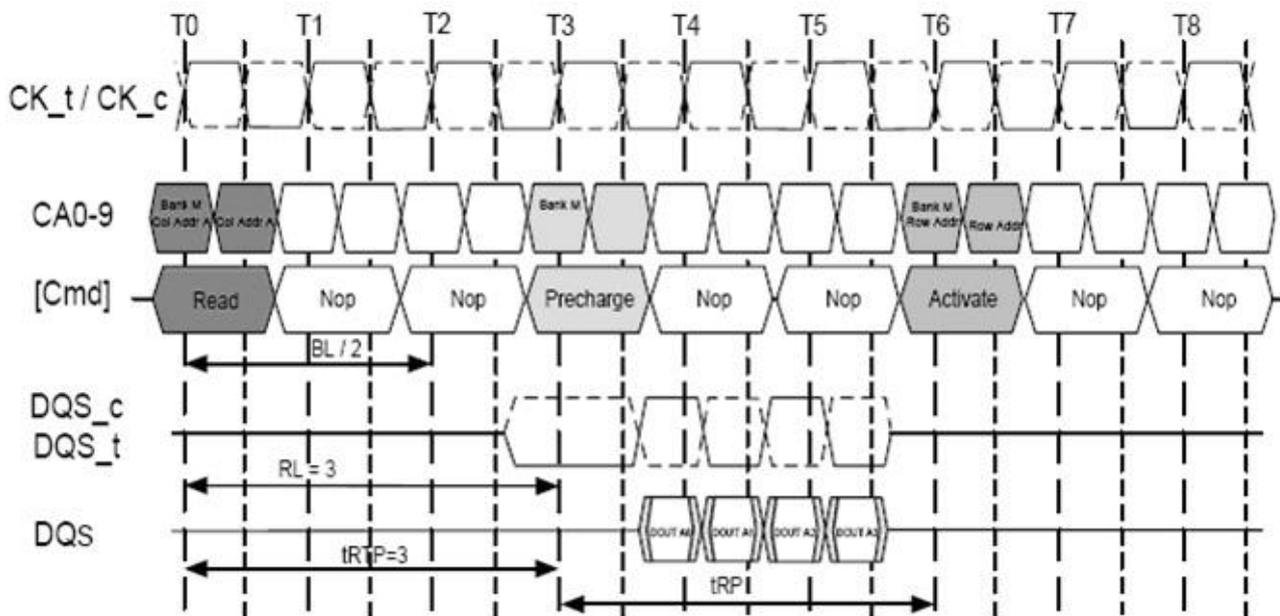 T0 T1 T2 T3 T4 T5 T6 T7 T8
CK_t / CK_c
CA0-9
Bank M
Col Addr A
Col Addr A
Bank M
Bank M
Row Addr
Row Addr
[Cmd]
Read Nop Nop Precharge Nop Nop Activate Nop Nop
BL / 2
DQS_c
DQS_t
RL = 3
DQs
DOUT A0
tRTP=3
tRP